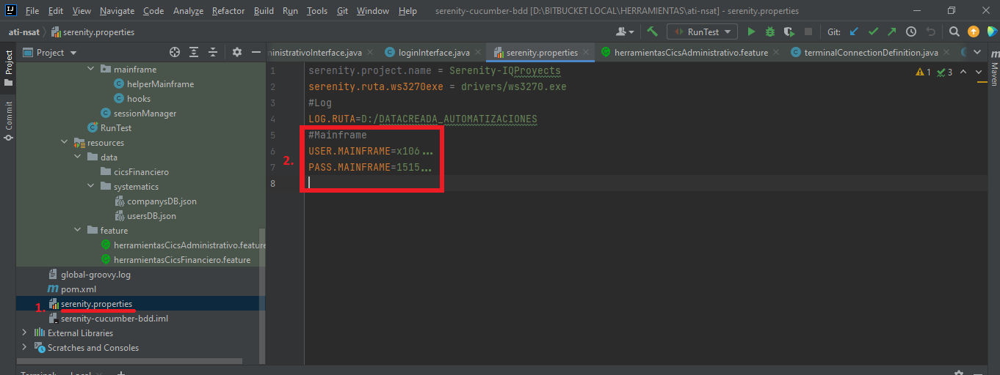 File Edit View Navigate Code Analyze Refactor Build Run Tools Git Window Help serenity-cucumber-bdd [D:\BITBUCKET LOCAL\HERRAMIENTAS\ati-nsat] - serenity.properties
ati-nsat serenity.properties
RunTest
Git:
Project
ministrativoInterface.java loginInterface.java serenity.properties herramientasCicsAdministrativo.feature terminalConnectionDefinition.java
Project
Commit
Maven
mainframe
helperMainframe
hooks
sessionManager
RunTest
resources
data
cicsFinanciero
systematics
companysDB.json
usersDB.json
feature
herramientasCicsAdministrativo.feature
herramientasCicsFinanciero.feature
global-groovy.log
pom.xml
1. serenity.properties
serenity-cucumber-bdd.iml
External Libraries
Scratches and Consoles
1 serenity.project.name = Serenity-IQProyects
2 serenity.ruta.ws3270exe = drivers/ws3270.exe
3 #Log
4 LOG.RUTA=D:/DATACREADA_AUTOMATIZACIONES
5 #Mainframe
2.
6 USER.MAINFRAME=x106...
7 PASS.MAINFRAME=1515...
8
1 3